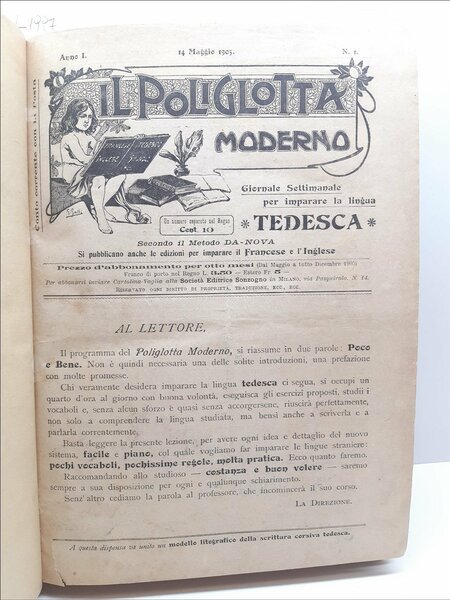 Anno I.
14 Maggio 1905.
N. 1.
Conto corrente con la Posta
IL POLIGLOTTA
MODERNO
FRANCESE
TEDESCO
INGLESE
Giornale Settimanale
per imparare la lingua
TEDESCA
Un numero separato nel Regno
Cent. 10
Secondo il Metodo DA-NOVA
Si pubblicano anche le edizioni per imparare il Francese e l'Inglese
Prezzo d'abbonamento per otto mesi (Dal Maggio a tutto Dicembre 1905)
Franco di porto nel Regno L. 3,50 — Estero Fr. 5 —
Per abbonarsi inviare Cartolina-Vaglia alla Società Editrice Sonzogno in MILANO, via Pasquirolo, N. 14.
RISERVATO OGNI DIRITTO DI PROPRIETÀ, TRADUZIONE, ECC., ECC.
AL LETTORE.
Il programma del Poliglotta Moderno, si riassume in due parole: Poco
e Bene. Non è quindi necessaria una delle solite introduzioni, una prefazione
con molte promesse.
Chi veramente desidera imparare la lingua tedesca ci segua, si occupi un
quarto d'ora al giorno con buona volontà, eseguisca gli esercizi proposti, studi i
vocaboli e, senza alcun sforzo è quasi senza accorgersene, riuscirà perfettamente,
non solo a comprendere la lingua studiata, ma bensì anche a scriverla e a
parlarla correntemente.
Basta leggere la presente lezione, per avere ogni idea e dettaglio del nuovo
sistema, facile e piano, col quale vogliamo far imparare le lingue straniere:
pochi vocaboli, pochissime regole, molta pratica. Ecco quanto faremo.
Raccomandando allo studioso — costanza e buon volere — saremo
sempre a sua disposizione per ogni e qualunque schiarimento.
Senz'altro cediamo la parola al professore, che incomincerà il suo corso.
LA DIREZIONE.
A questa dispensa va unito un modello litografico della scrittura corsiva tedesca.